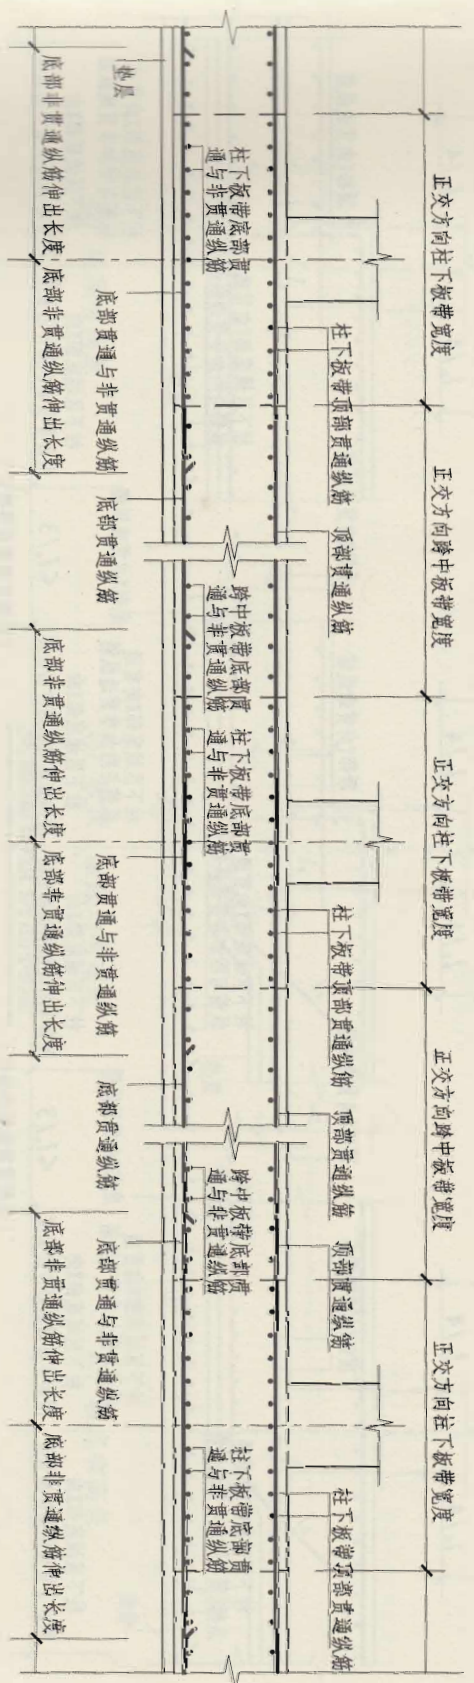 正交方向柱下板带宽度
正交方向跨中板带宽度
正交方向柱下板带宽度
正交方向跨中板带宽度
正交方向柱下板带宽度
柱下板带顶部贯通纵筋
顶部贯通纵筋
柱下板带顶部贯通纵筋
顶部贯通纵筋
顶部贯通纵筋
柱下板带顶部贯通纵筋
柱下板带底部贯
通与非贯通纵筋
跨中板带底部贯
通与非贯通纵筋
柱下板带底部贯
通与非贯通纵筋
跨中板带底部贯
通与非贯通纵筋
柱下板带底部贯
通与非贯通纵筋
垫层
底部贯通与非贯通纵筋
底部贯通纵筋
底部贯通与非贯通纵筋
底部贯通纵筋
底部贯通与非贯通纵筋
底部非贯通纵筋伸出长度
底部非贯通纵筋伸出长度
底部非贯通纵筋伸出长度
底部非贯通纵筋伸出长度
底部非贯通纵筋伸出长度
底部非贯通纵筋伸出长度